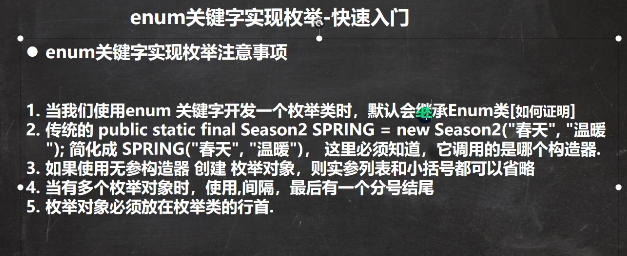 enum关键字实现枚举-快速入门
● enum关键字实现枚举注意事项
1. 当我们使用enum 关键字开发一个枚举类时，默认会继承Enum类[如何证明]
2. 传统的 public static final Season2 SPRING = new Season2("春天", "温暖
"); 简化成 SPRING("春天", "温暖")， 这里必须知道，它调用的是哪个构造器.
3. 如果使用无参构造器 创建 枚举对象，则实参列表和小括号都可以省略
4. 当有多个枚举对象时，使用,间隔，最后有一个分号结尾
5. 枚举对象必须放在枚举类的行首.